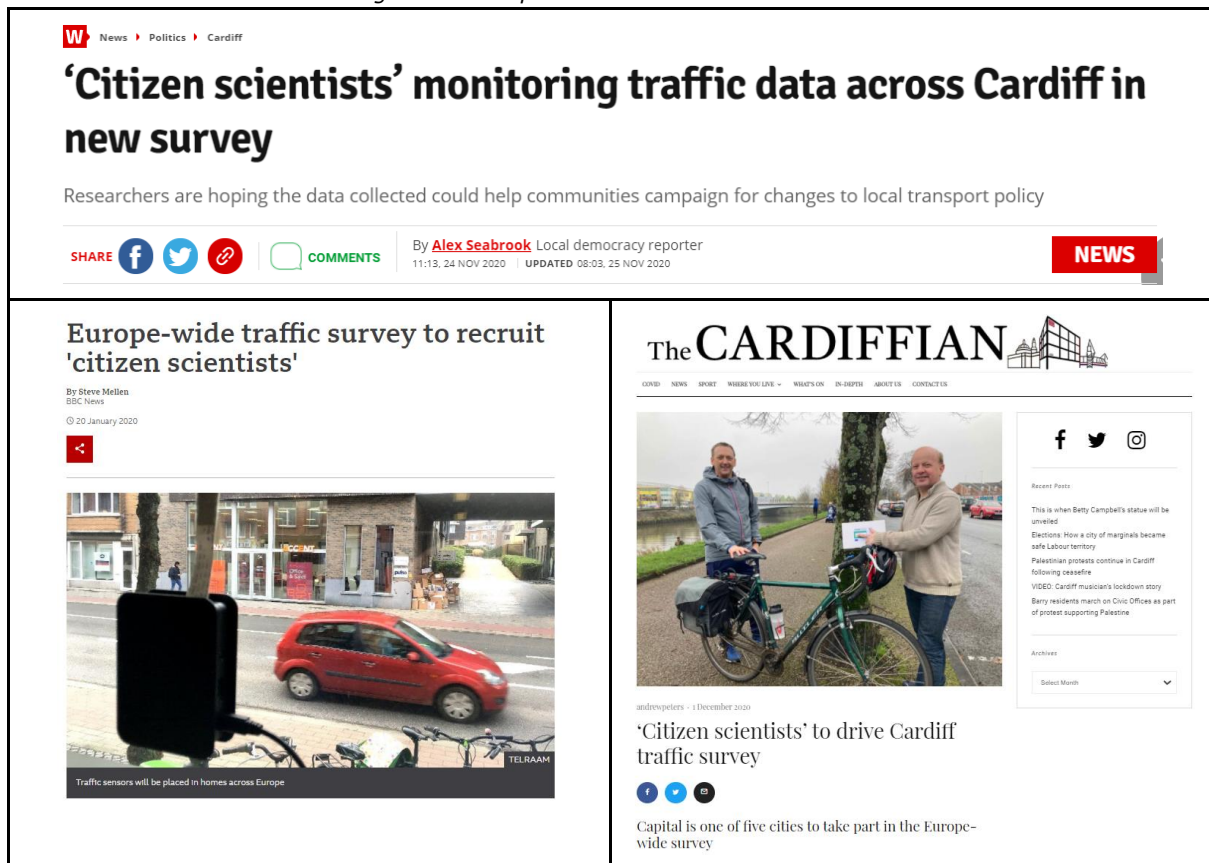 W News Politics Cardiff
‘Citizen scientists’ monitoring traffic data across Cardiff in
new survey
Researchers are hoping the data collected could help communities campaign for changes to local transport policy
SHARE COMMENTS
By Alex Seabrook Local democracy reporter
11:13, 24 NOV 2020 | UPDATED 08:03, 25 NOV 2020
NEWS
Europe-wide traffic survey to recruit
'citizen scientists'
By Steve Mellen
BBC News
20 January 2020
TELRAAM
Traffic sensors will be placed in homes across Europe
The CARDIFFIAN
COVID NEWS SPORT WHERE YOU LIVE WHAT'S ON IN-DEPTH ABOUT US CONTACT US
andrewpeters - 1 December 2020
‘Citizen scientists’ to drive Cardiff
traffic survey
Capital is one of five cities to take part in the Europe-
wide survey
Recent Posts
This is when Betty Campbell's statue will be
unveiled
Elections: How a city of marginals became
safe Labour territory
Palestinian protests continue in Cardiff
following ceasefire
VIDEO: Cardiff musician's lockdown story
Barry residents march on Civic Offices as part
of protest supporting Palestine
Archives
Select Month